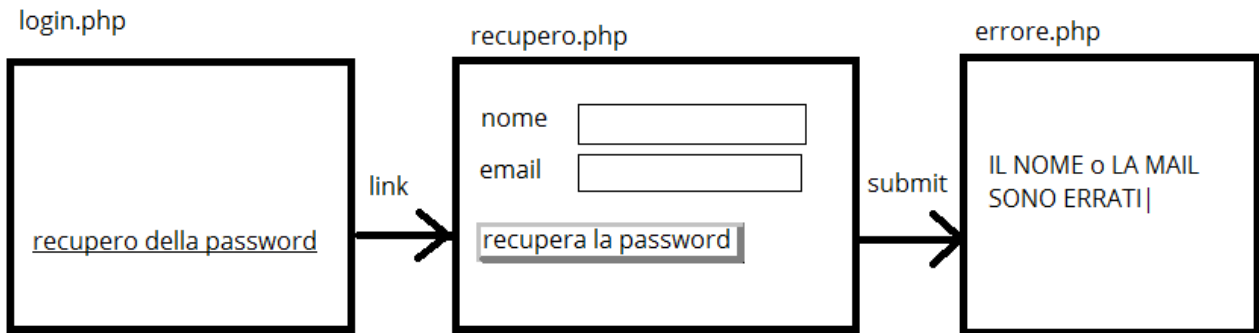 login.php
recupero della password
link
recupero.php
nome
email
recupera la password
submit
errore.php
IL NOME o LA MAIL
SONO ERRATI|